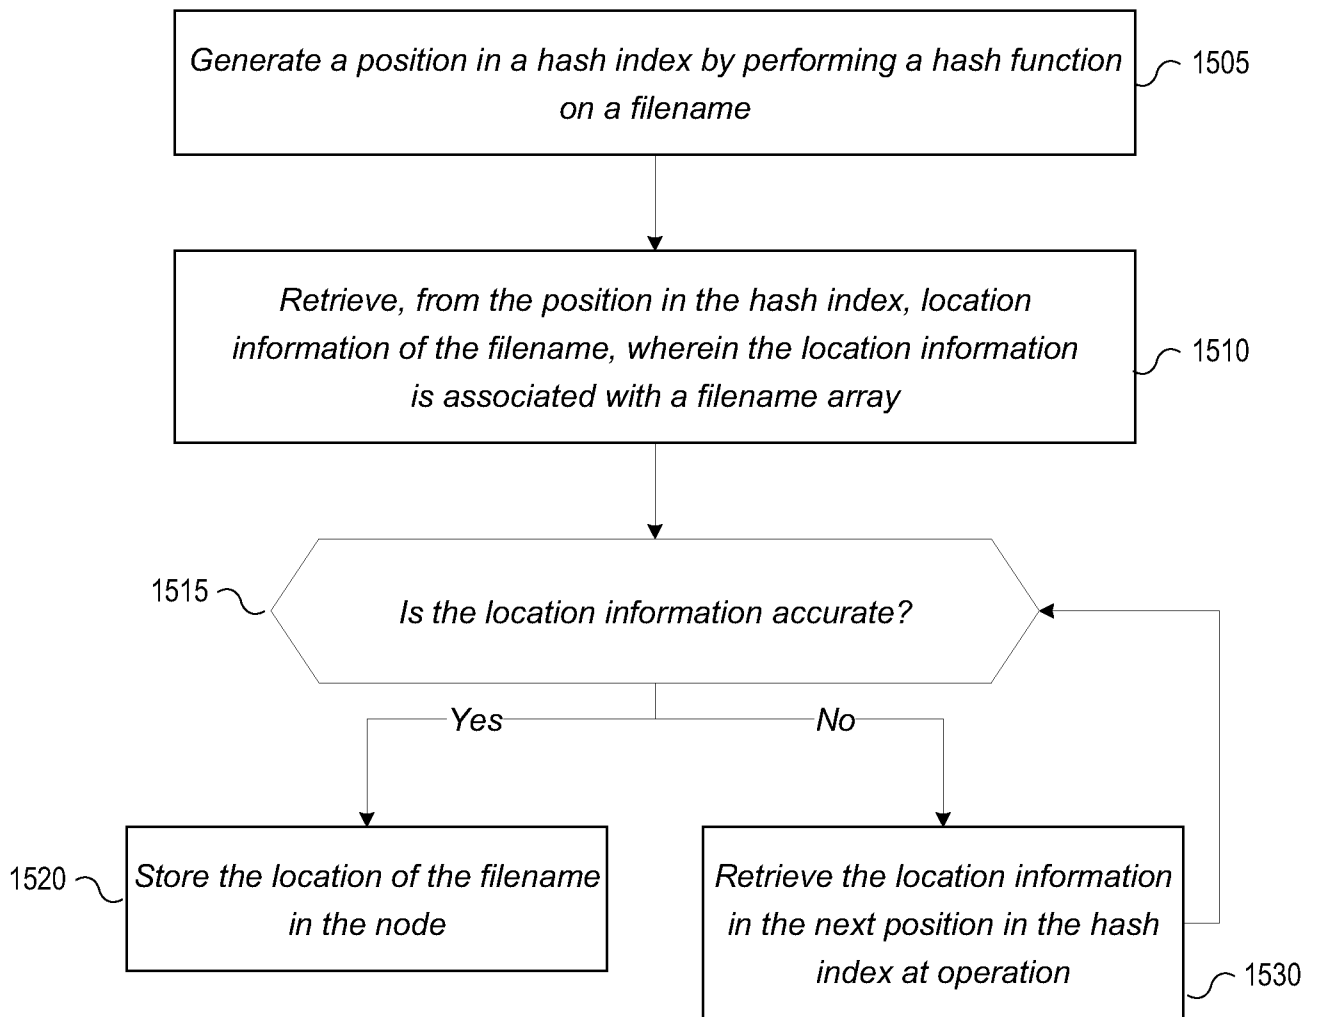 Generate a position in a hash index by performing a hash function
on a filename
1505
Retrieve, from the position in the hash index, location
information of the filename, wherein the location information
is associated with a filename array
1510
1515
Is the location information accurate?
Yes
No
1520
Store the location of the filename
in the node
Retrieve the location information
in the next position in the hash
index at operation
1530